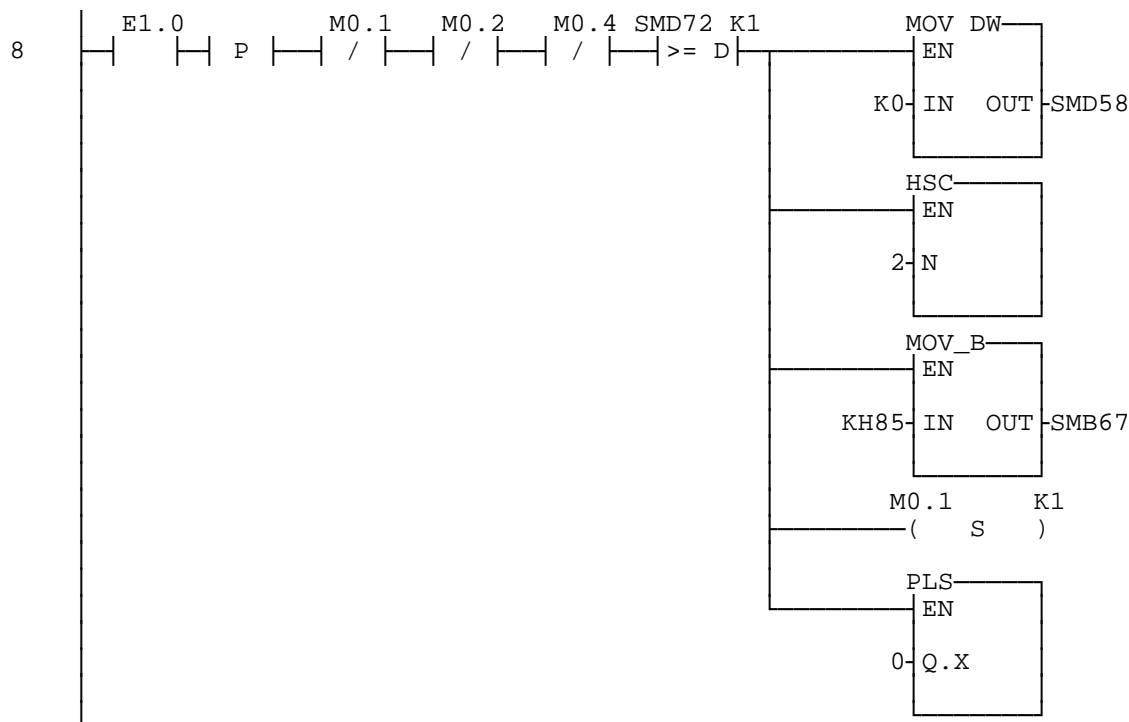 E1.0 M0.1 M0.2 M0.4 SMD72 K1 MOV DW
8 P / / / >= D EN
K0 IN OUT SMD58
HSC
EN
2 N
MOV_B
EN
KH85 IN OUT SMB67
M0.1 K1
( S )
PLS
EN
0 Q.X